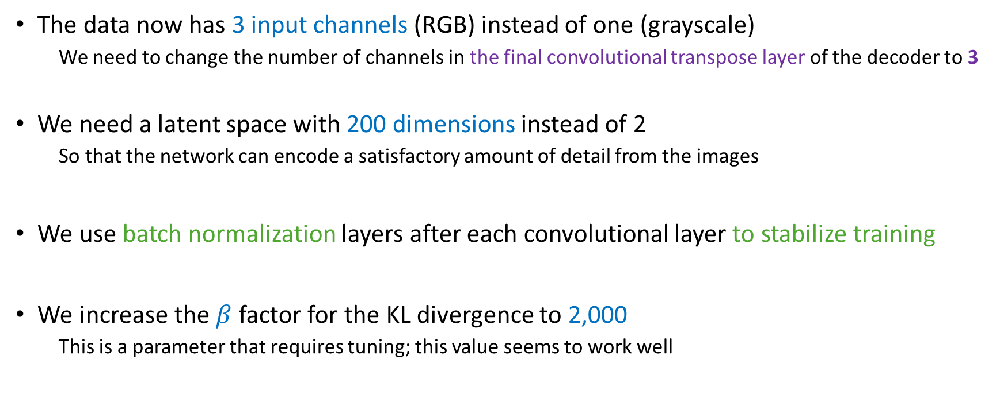 • The data now has 3 input channels (RGB) instead of one (grayscale)
We need to change the number of channels in the final convolutional transpose layer of the decoder to 3
• We need a latent space with 200 dimensions instead of 2
So that the network can encode a satisfactory amount of detail from the images
• We use batch normalization layers after each convolutional layer to stabilize training
• We increase the β factor for the KL divergence to 2,000
This is a parameter that requires tuning; this value seems to work well